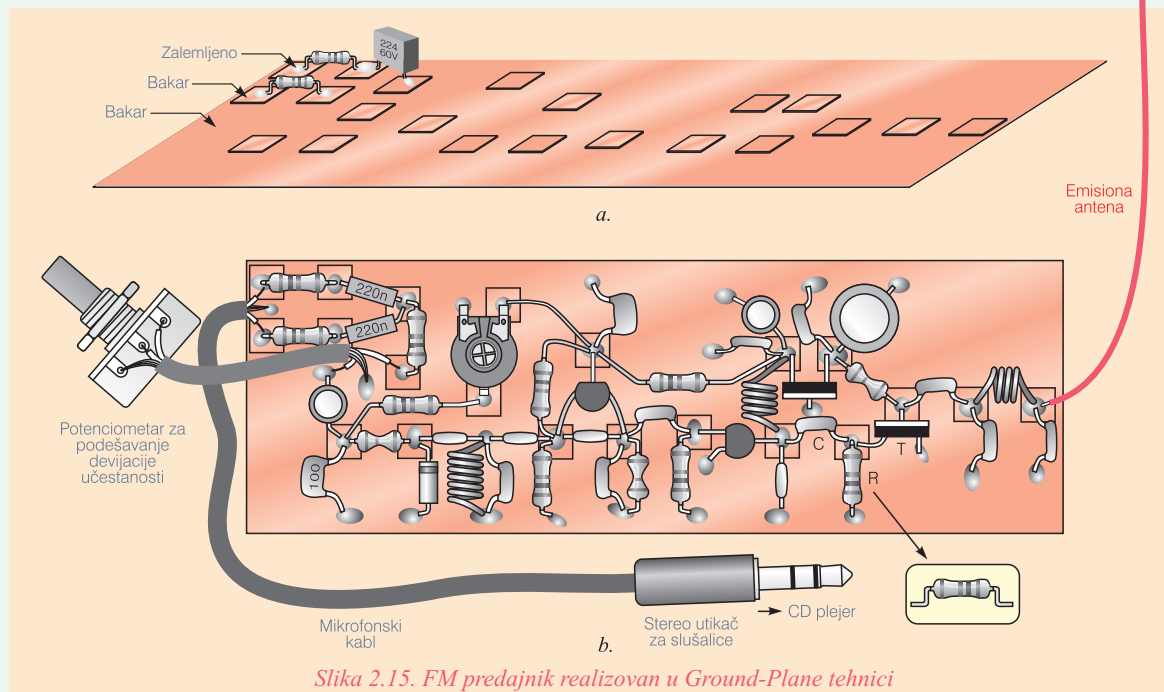 Zalemljeno
224
60V
Bakar
Bakar
a.
Emisiona
antena
220n
220n
Potenciometar za
podešavanje
devijacije
učestanosti
100
C
T
R
Mikrofonski
kabl
Stereo utikač
za slušalice
CD plejer
b.
Slika 2.15. FM predajnik realizovan u Ground-Plane tehnici